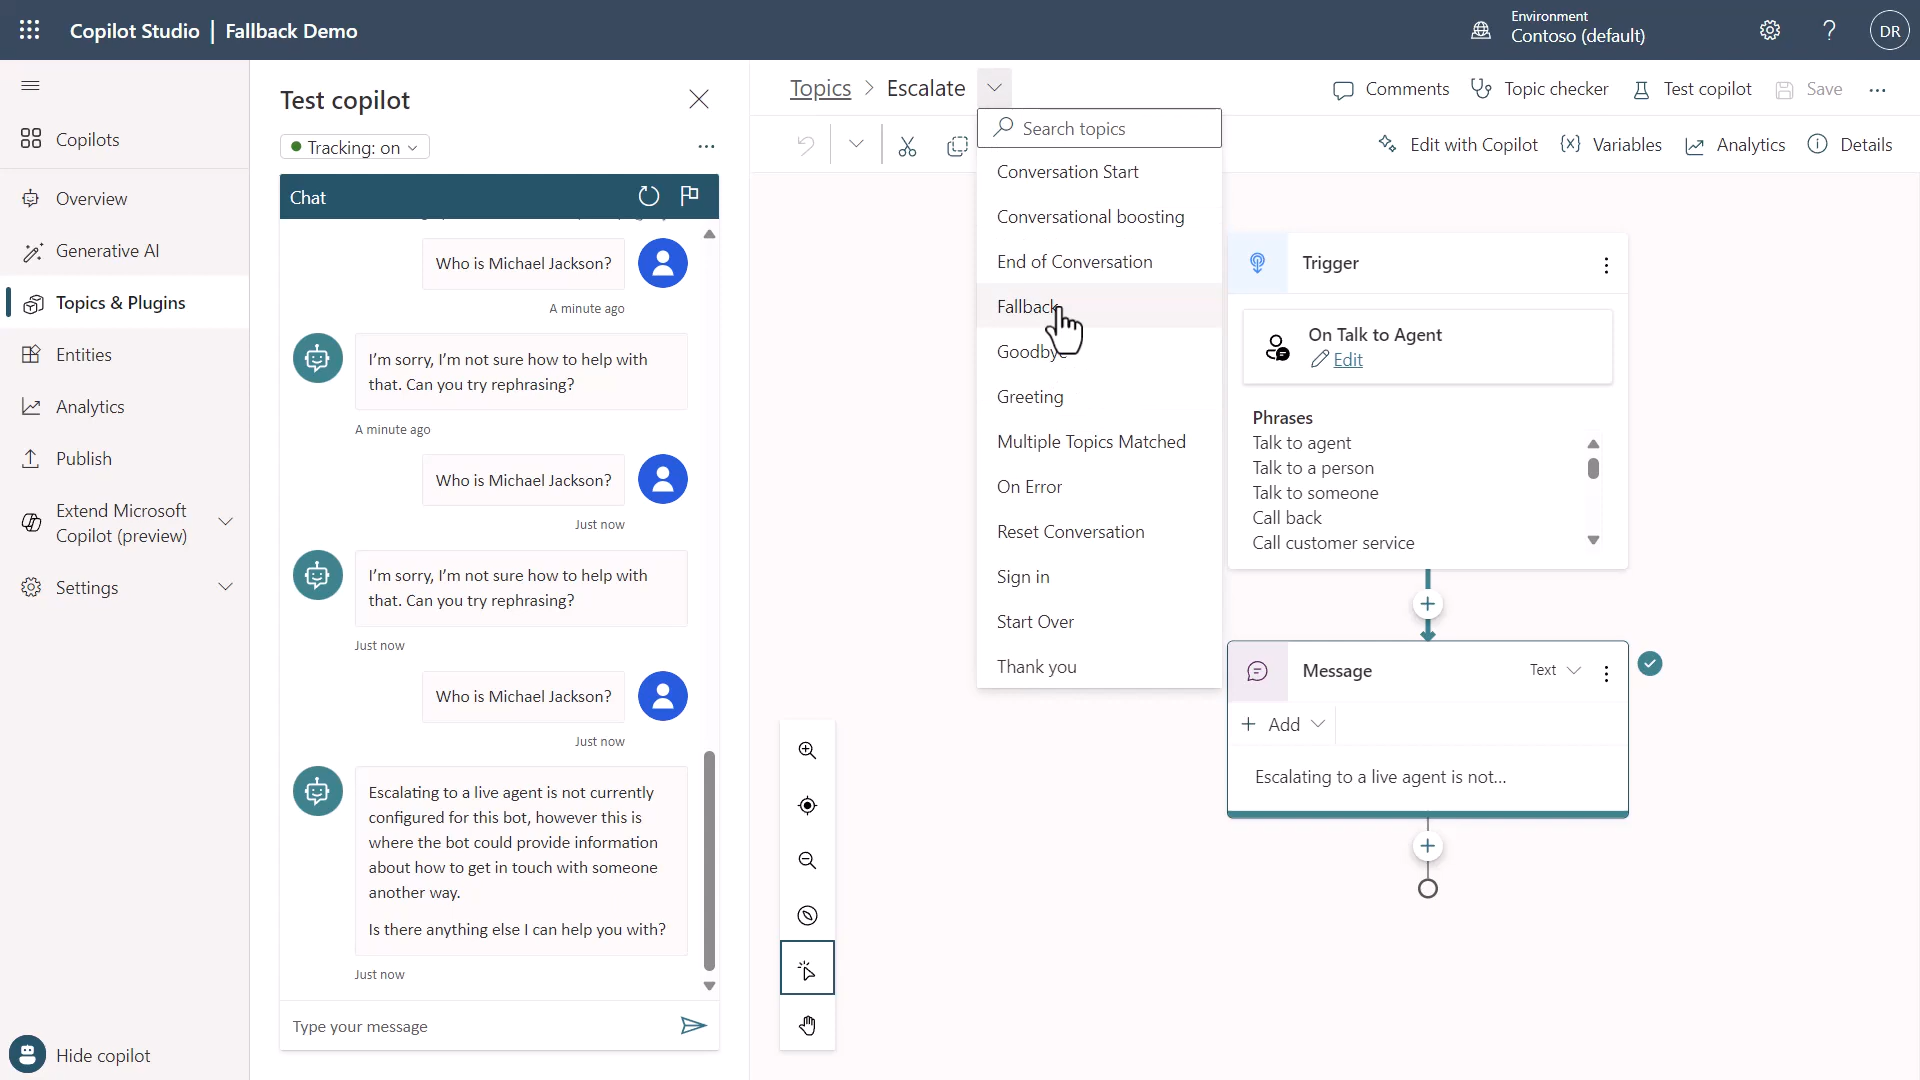 Copilot Studio | Fallback Demo
Environment
Contoso (default)
DR
Copilots
Overview
Generative AI
Topics & Plugins
Entities
Analytics
Publish
Extend Microsoft
Copilot (preview)
Settings
Hide copilot
Test copilot
Tracking: on
Chat
Who is Michael Jackson?
A minute ago
I'm sorry, I'm not sure how to help with
that. Can you try rephrasing?
A minute ago
Who is Michael Jackson?
Just now
I'm sorry, I'm not sure how to help with
that. Can you try rephrasing?
Just now
Who is Michael Jackson?
Just now
Escalating to a live agent is not currently
configured for this bot, however this is
where the bot could provide information
about how to get in touch with someone
another way.
Is there anything else I can help you with?
Just now
Type your message
Topics > Escalate
Comments
Topic checker
Test copilot
Save
Edit with Copilot
{x} Variables
Analytics
Details
Search topics
Conversation Start
Conversational boosting
End of Conversation
Fallback
Goodbye
Greeting
Multiple Topics Matched
On Error
Reset Conversation
Sign in
Start Over
Thank you
Trigger
On Talk to Agent
Edit
Phrases
Talk to agent
Talk to a person
Talk to someone
Call back
Call customer service
Message
Text
+ Add
Escalating to a live agent is not...